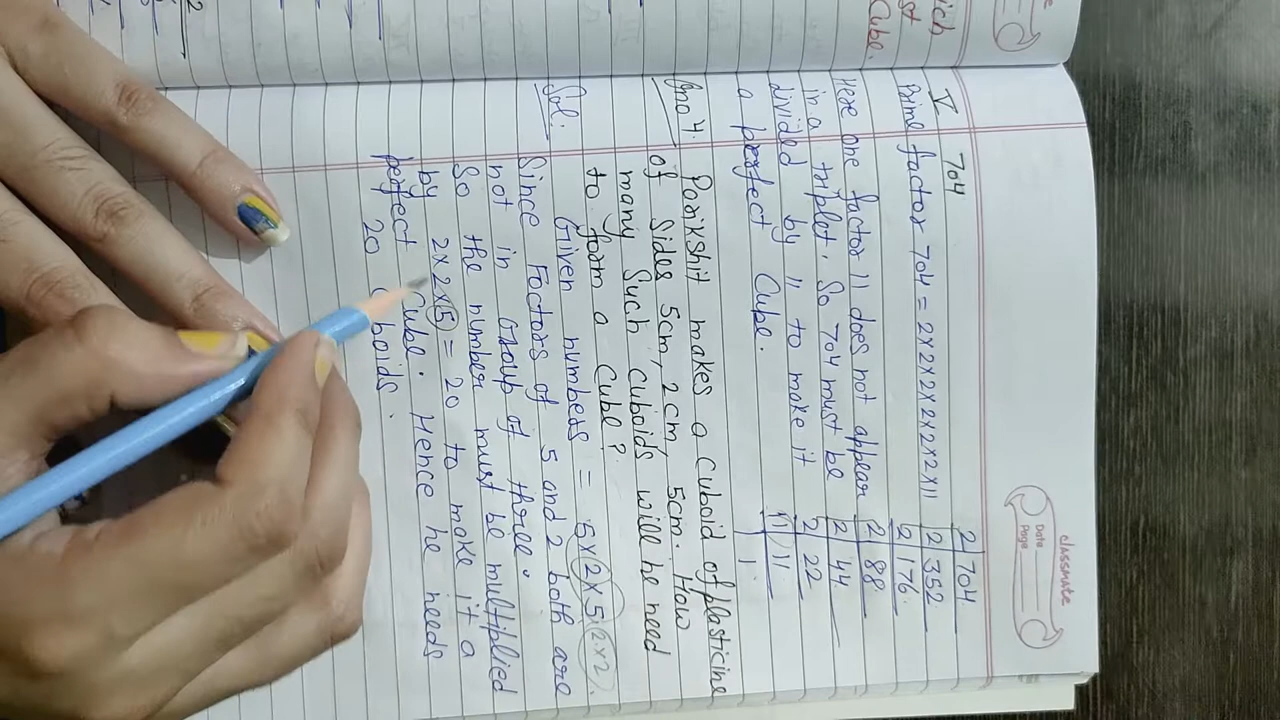 ich
st
Cube.
classmate
Date
Page
V 704
Prime factor 704 = 2×2×2×2×2×2×11
Here one factor 11 does not appear
in a triplet. So 704 must be
divided by 11 to make it
a perfect Cube.
2 704
2 352
2 176
2 88
2 44
2 22
11 11
1
Qno 4. Parikshit makes a cuboid of plasticine
of Sides 5cm, 2cm, 5cm. How
many Such cuboids will he need
to form a Cube?
Sol. Given numbers = 5×2×5 (2×2).
Since Factors of 5 and 2 both are
not in Group of three.
So the number must be multiplied
by 2×2×5 = 20 to make it a
perfect Cube. Hence he needs
20 boids.